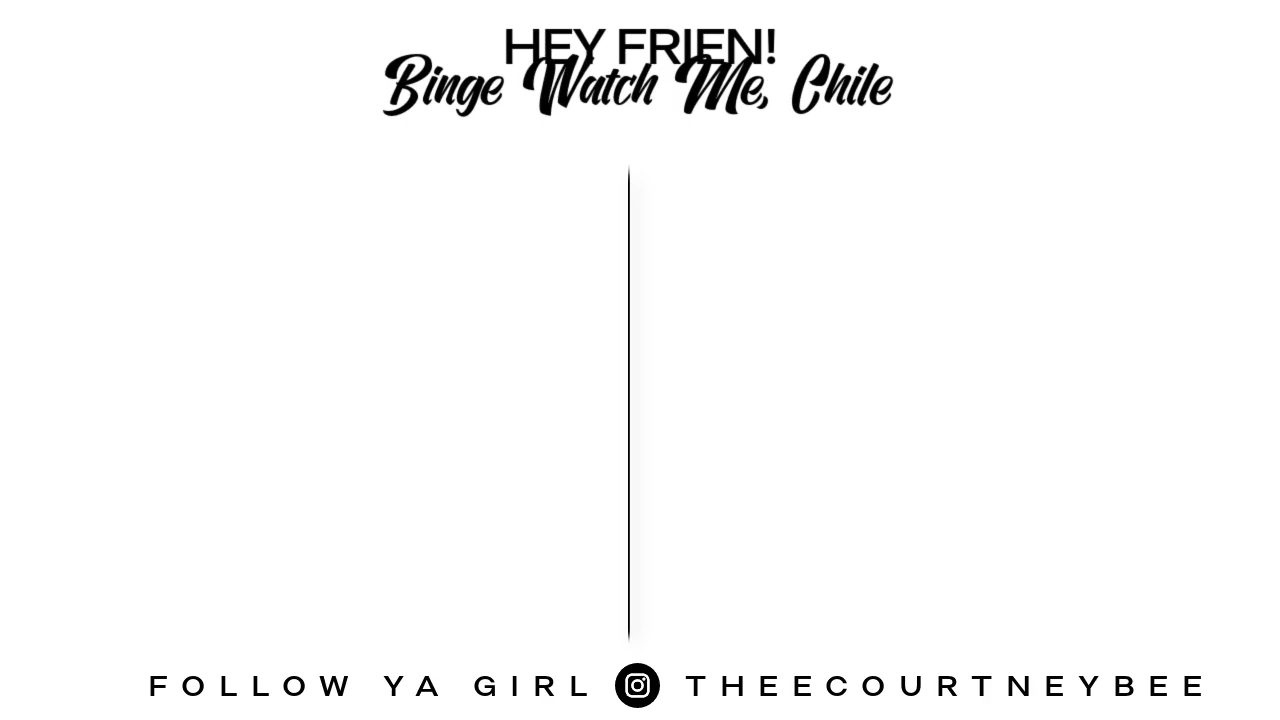 HEY FRIEN!
Binge Watch Me, Chile
FOLLOW YA GIRL THEECOURTNEYBEE